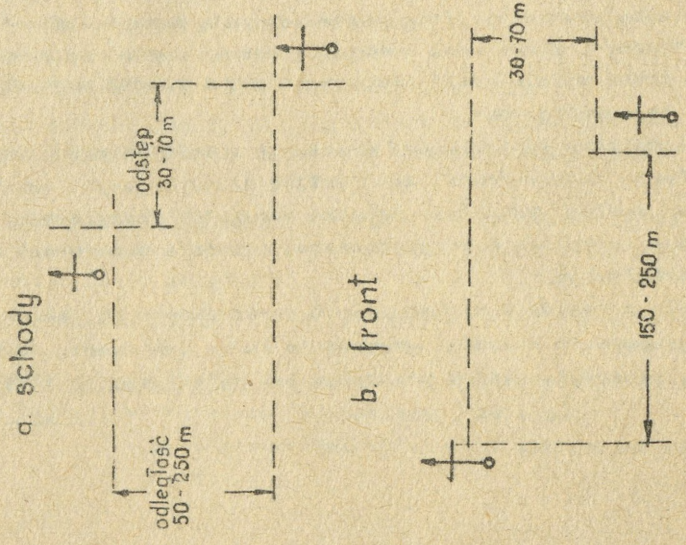 a. schody
odstęp
30-70 m
odległość
50 - 250 m
b. front
30-70 m
150 - 250 m